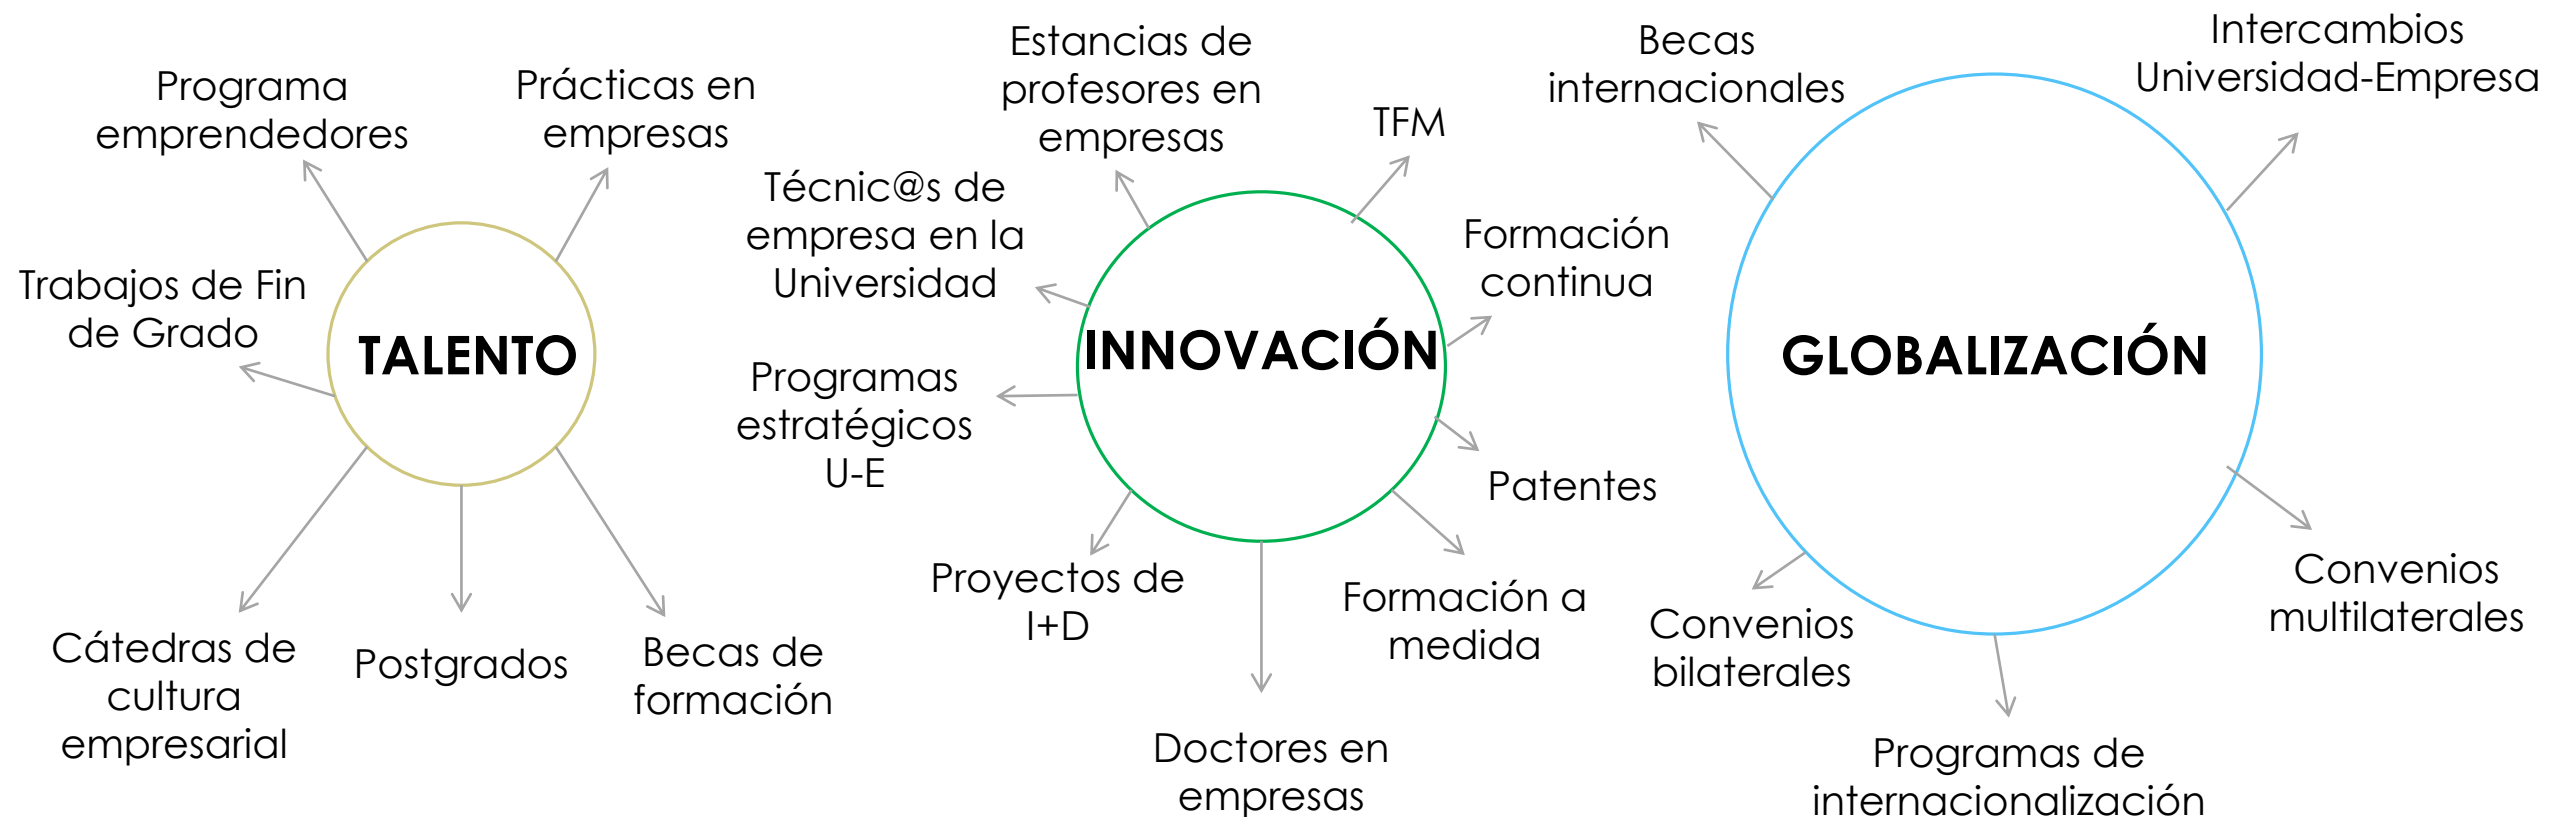 Programa
emprendedores
Prácticas en
empresas
Trabajos de Fin
de Grado
TALENTO
Cátedras de
cultura
empresarial
Postgrados
Becas de
formación
Estancias de
profesores en
empresas
TFM
Técnic@s de
empresa en la
Universidad
Formación
continua
INNOVACIÓN
Programas
estratégicos
U-E
Patentes
Proyectos de
I+D
Formación a
medida
Doctores en
empresas
Becas
internacionales
Intercambios
Universidad-Empresa
GLOBALIZACIÓN
Convenios
bilaterales
Convenios
multilaterales
Programas de
internacionalización